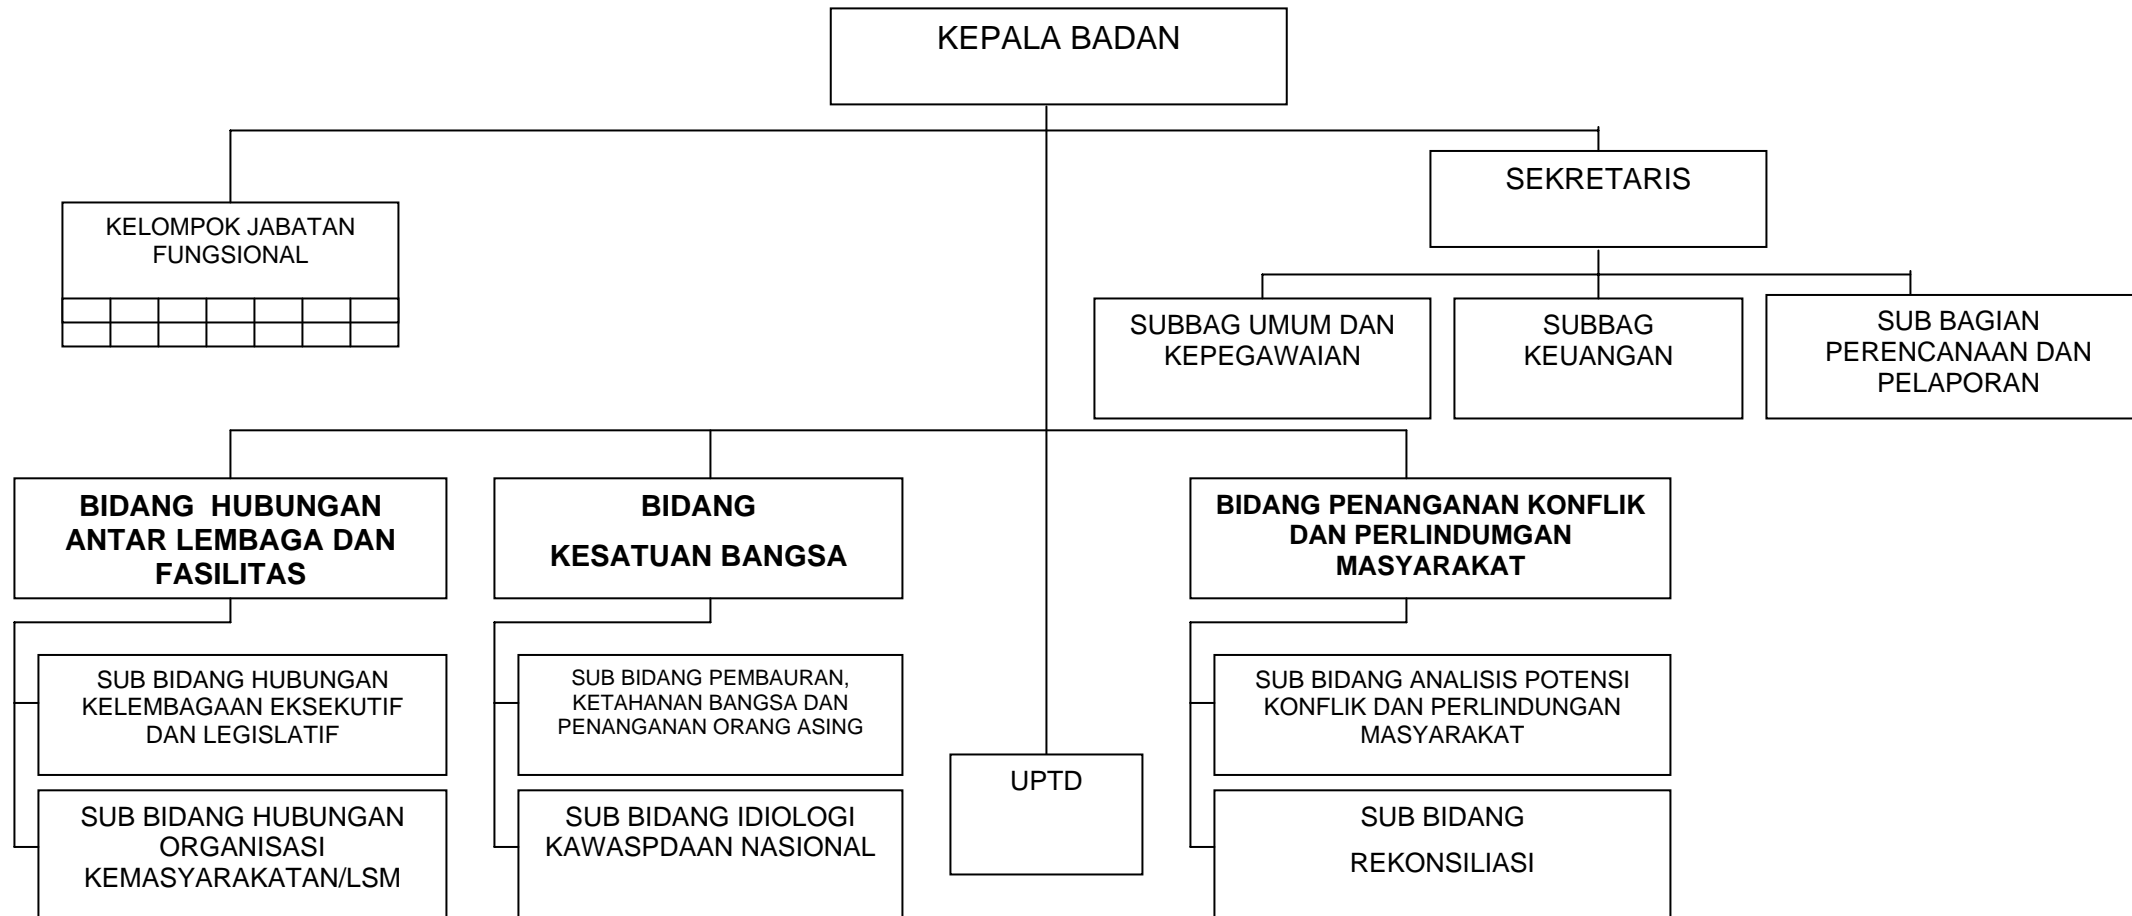 KEPALA BADAN
SEKRETARIS
KELOMPOK JABATAN
FUNGSIONAL
SUBBAG UMUM DAN
KEPEGAWAIAN
SUBBAG
KEUANGAN
SUB BAGIAN
PERENCANAAN DAN
PELAPORAN
BIDANG  HUBUNGAN
ANTAR LEMBAGA DAN
FASILITAS
BIDANG
KESATUAN BANGSA
BIDANG PENANGANAN KONFLIK
DAN PERLINDUMGAN
MASYARAKAT
SUB BIDANG HUBUNGAN
KELEMBAGAAN EKSEKUTIF
DAN LEGISLATIF
SUB BIDANG PEMBAURAN,
KETAHANAN BANGSA DAN
PENANGANAN ORANG ASING
SUB BIDANG ANALISIS POTENSI
KONFLIK DAN PERLINDUNGAN
MASYARAKAT
UPTD
SUB BIDANG HUBUNGAN
ORGANISASI
KEMASYARAKATAN/LSM
SUB BIDANG IDIOLOGI
KAWASPDAAN NASIONAL
SUB BIDANG
REKONSILIASI